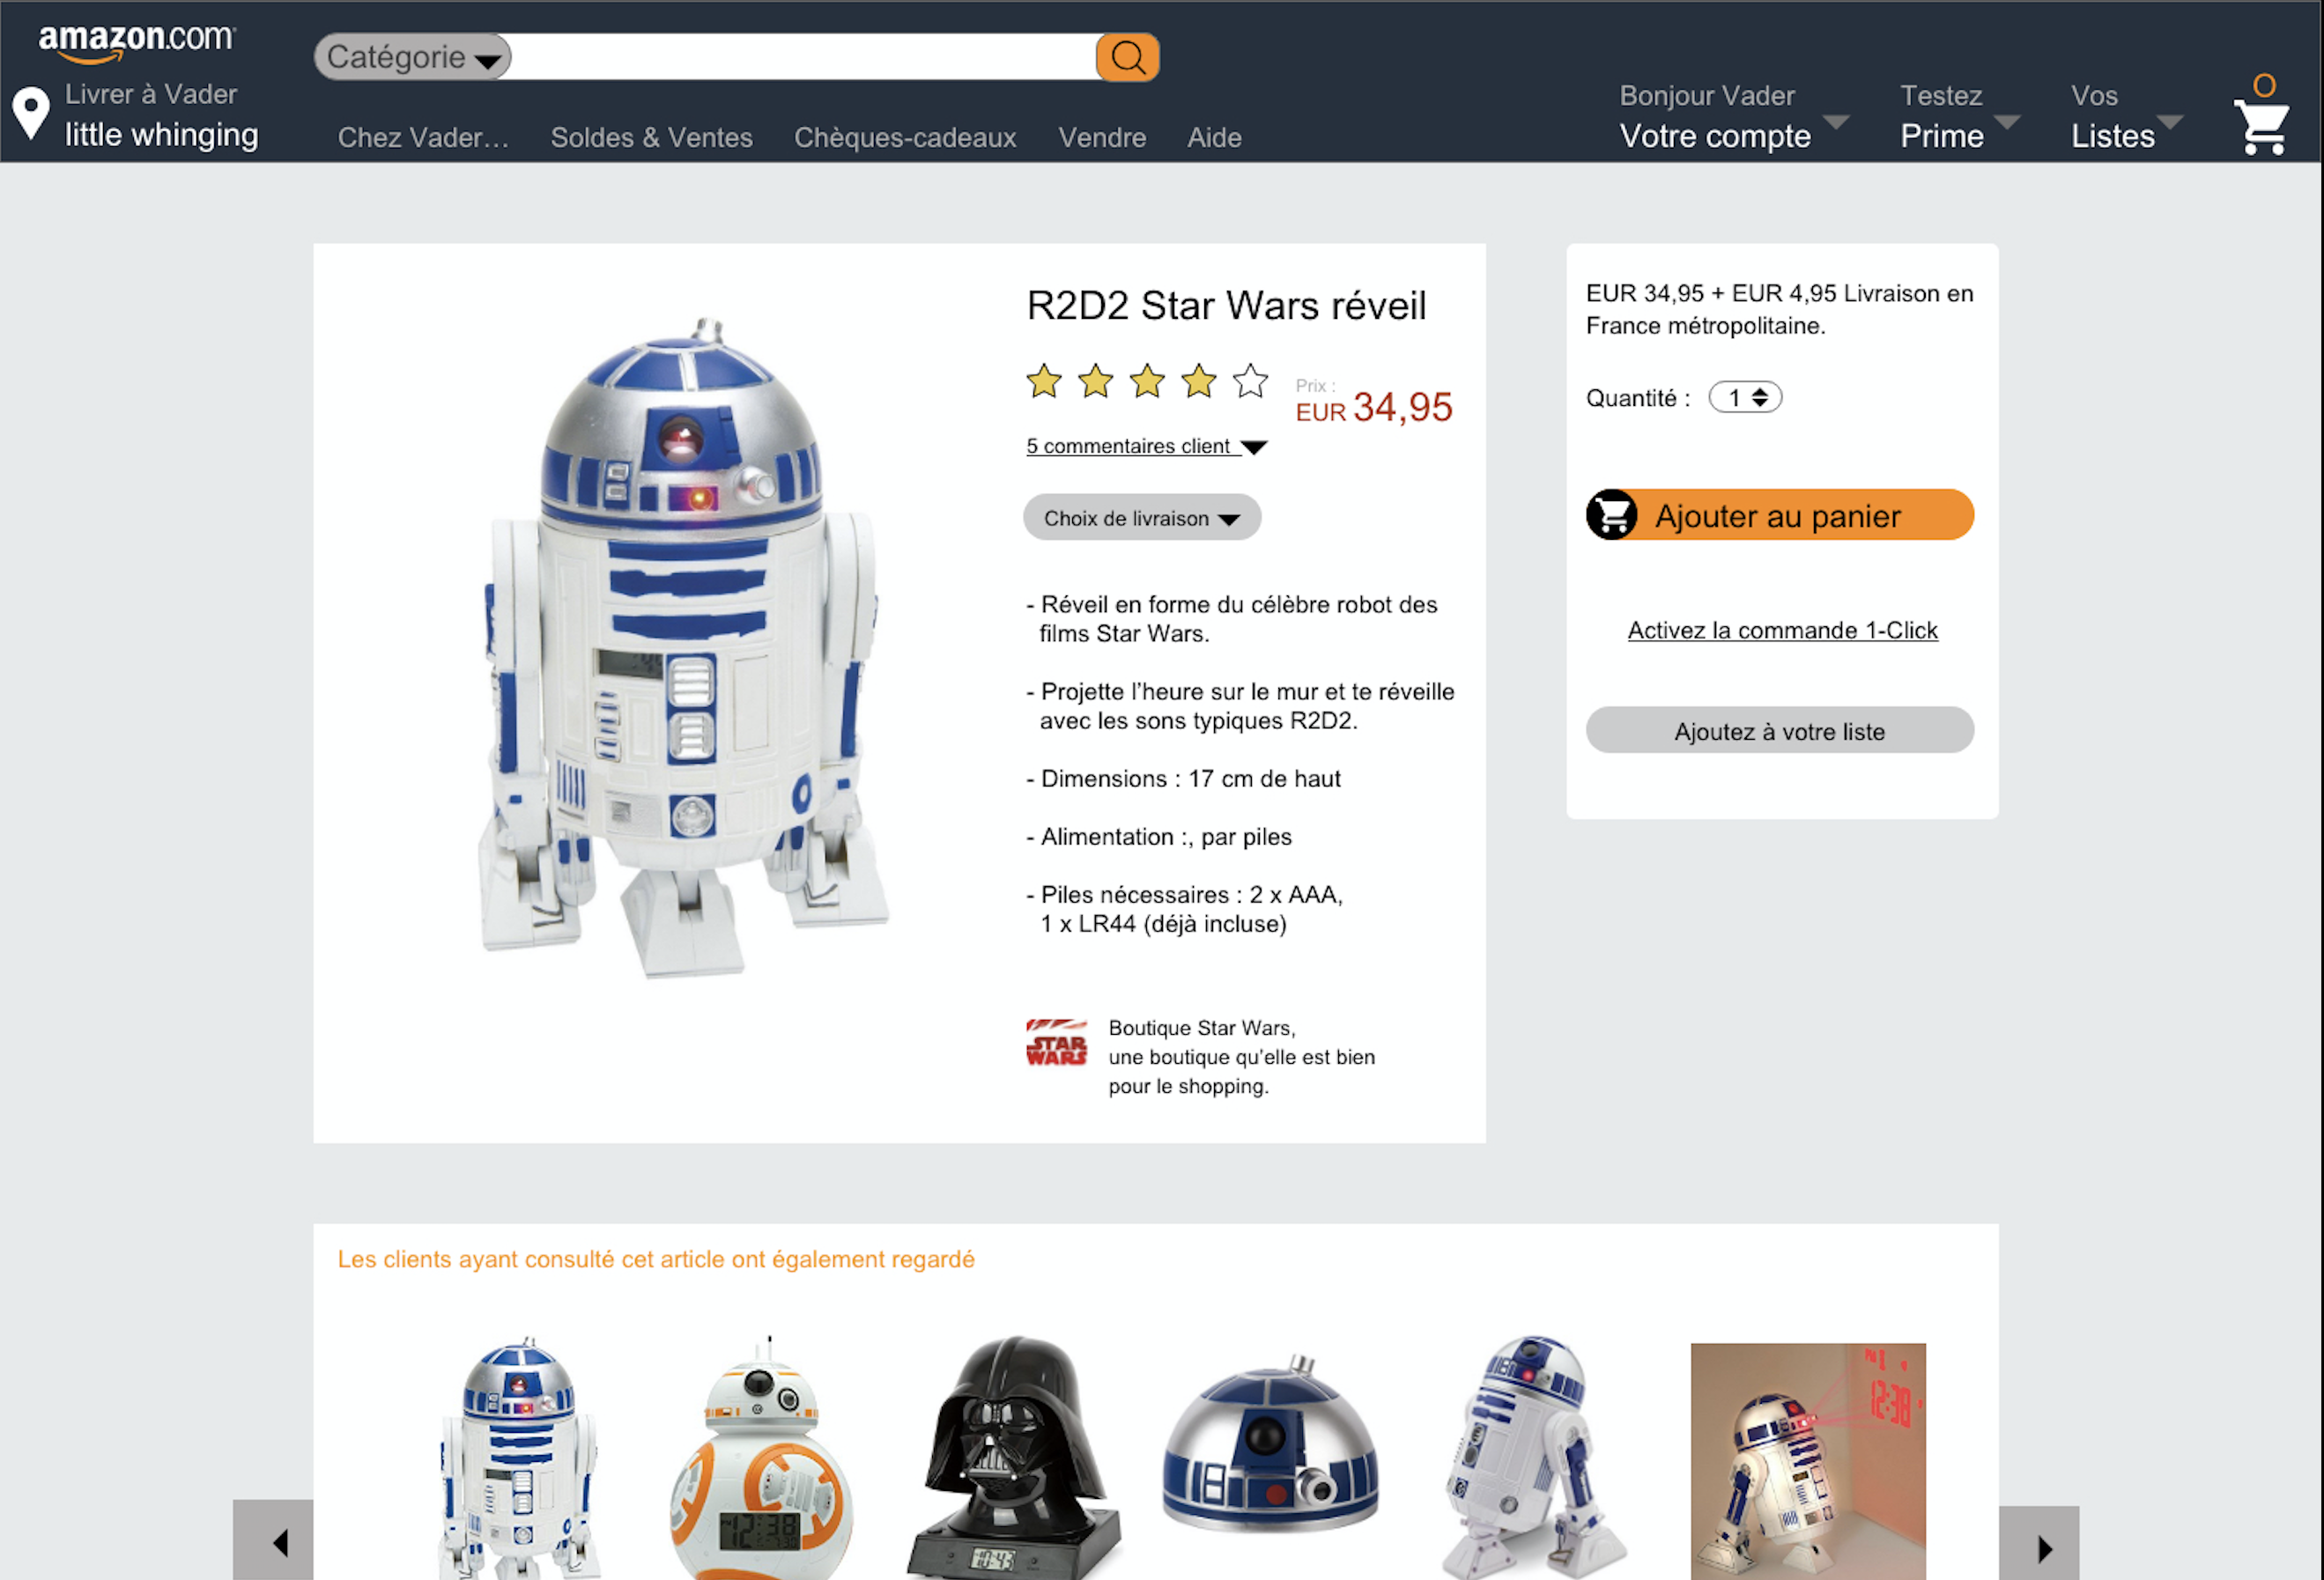 amazon.com
Catégorie
Livrer à Vader
little whinging
Chez Vader… Soldes & Ventes Chèques-cadeaux Vendre Aide
Bonjour Vader
Votre compte
Testez
Prime
Vos
Listes
0
R2D2 Star Wars réveil
Prix :
EUR 34,95
5 commentaires client
Choix de livraison
- Réveil en forme du célèbre robot des
films Star Wars.
- Projette l’heure sur le mur et te réveille
avec les sons typiques R2D2.
- Dimensions : 17 cm de haut
- Alimentation :, par piles
- Piles nécessaires : 2 x AAA,
1 x LR44 (déjà incluse)
STAR
WARS
Boutique Star Wars,
une boutique qu’elle est bien
pour le shopping.
EUR 34,95 + EUR 4,95 Livraison en
France métropolitaine.
Quantité : 1
Ajouter au panier
Activez la commande 1-Click
Ajoutez à votre liste
Les clients ayant consulté cet article ont également regardé
12:38
10:43
12:38